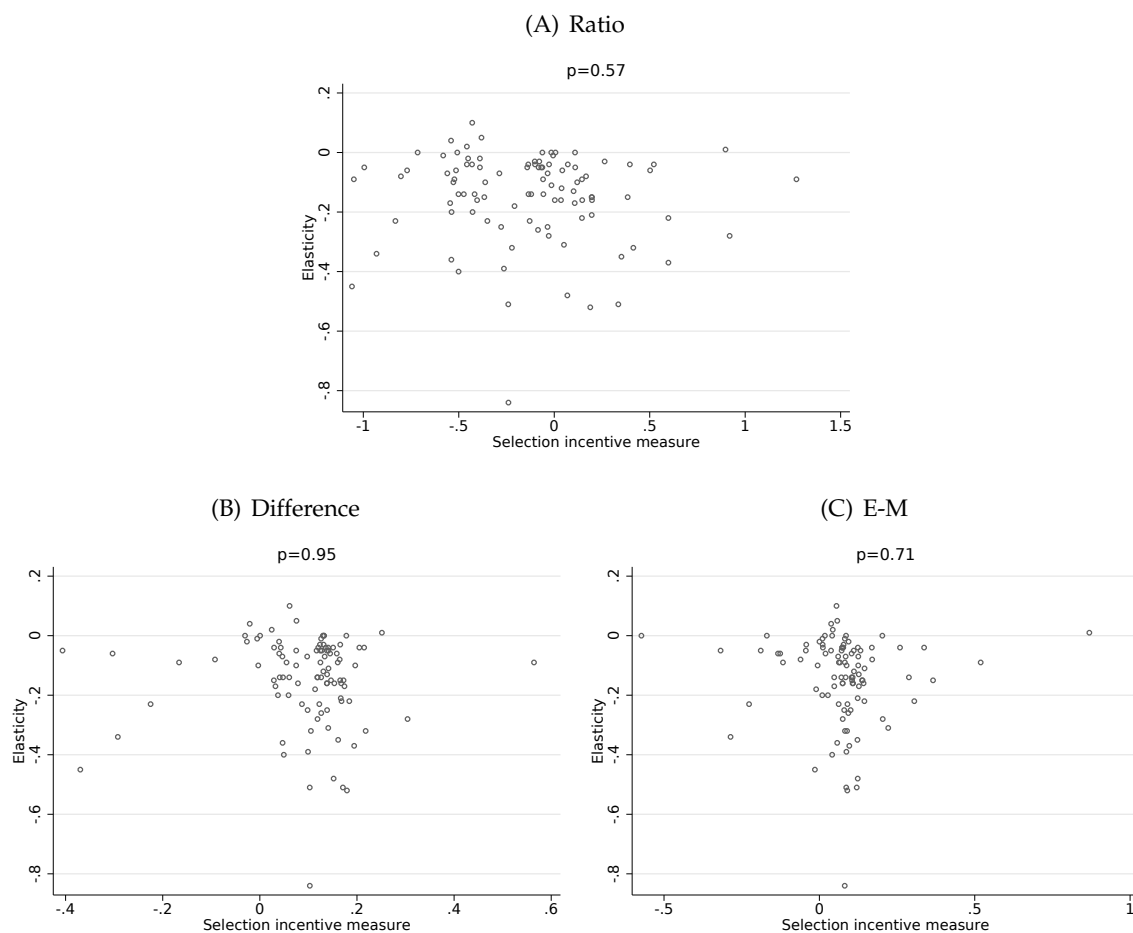 (A) Ratio
p=0.57
Elasticity
.2
0
-.2
-.4
-.6
-.8
-1
-.5
0
.5
1
1.5
Selection incentive measure
(B) Difference
p=0.95
Elasticity
.2
0
-.2
-.4
-.6
-.8
-.4
-.2
0
.2
.4
.6
Selection incentive measure
(C) E-M
p=0.71
Elasticity
.2
0
-.2
-.4
-.6
-.8
-.5
0
.5
1
Selection incentive measure